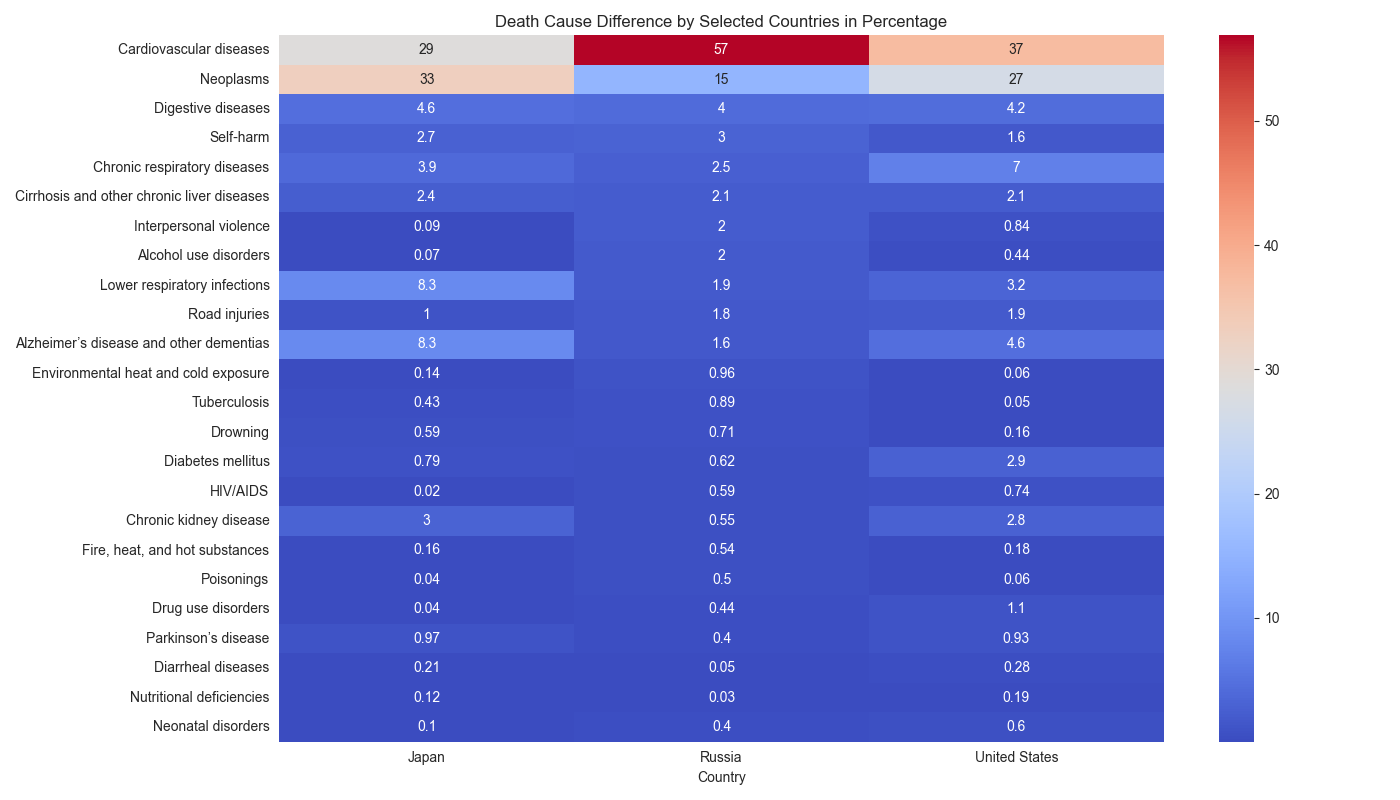 Death Cause Difference by Selected Countries in Percentage
Cardiovascular diseases 29 57 37
Neoplasms 33 15 27
Digestive diseases 4.6 4 4.2
Self-harm 2.7 3 1.6
Chronic respiratory diseases 3.9 2.5 7
Cirrhosis and other chronic liver diseases 2.4 2.1 2.1
Interpersonal violence 0.09 2 0.84
Alcohol use disorders 0.07 2 0.44
Lower respiratory infections 8.3 1.9 3.2
Road injuries 1 1.8 1.9
Alzheimer’s disease and other dementias 8.3 1.6 4.6
Environmental heat and cold exposure 0.14 0.96 0.06
Tuberculosis 0.43 0.89 0.05
Drowning 0.59 0.71 0.16
Diabetes mellitus 0.79 0.62 2.9
HIV/AIDS 0.02 0.59 0.74
Chronic kidney disease 3 0.55 2.8
Fire, heat, and hot substances 0.16 0.54 0.18
Poisonings 0.04 0.5 0.06
Drug use disorders 0.04 0.44 1.1
Parkinson’s disease 0.97 0.4 0.93
Diarrheal diseases 0.21 0.05 0.28
Nutritional deficiencies 0.12 0.03 0.19
Neonatal disorders 0.1 0.4 0.6
Japan Russia United States
Country
50
40
30
20
10